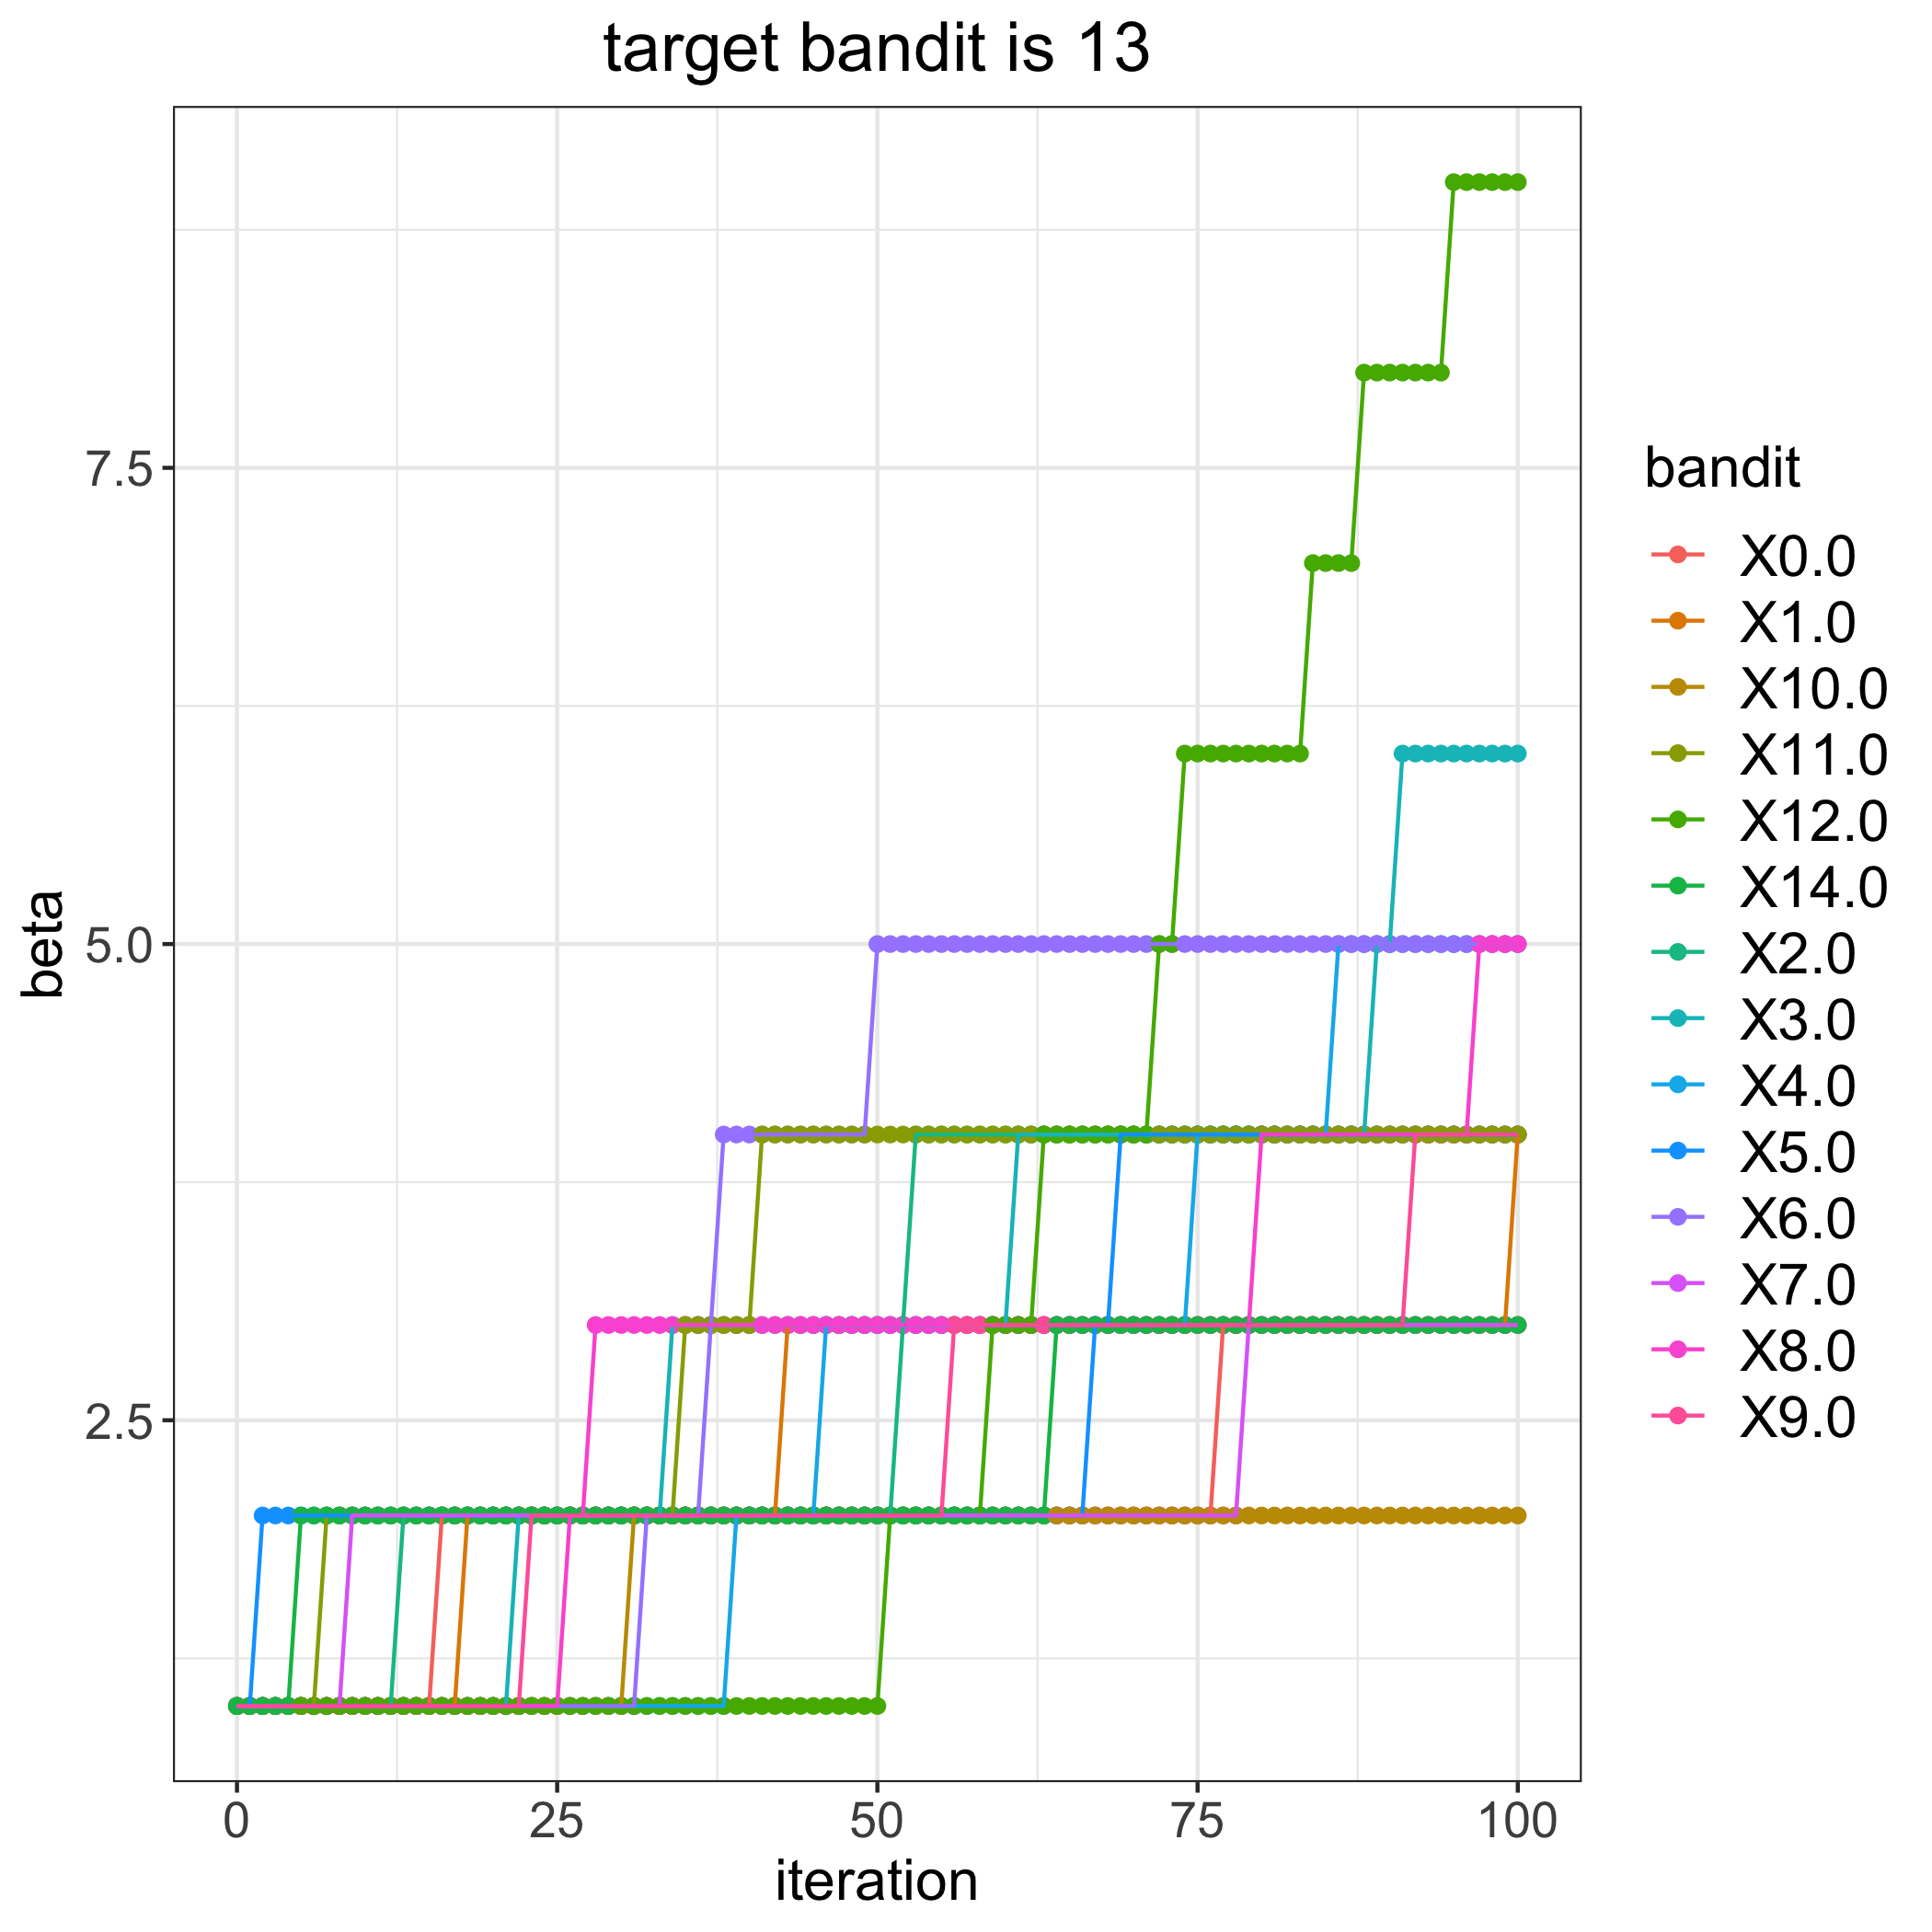 target bandit is 13
7.5
5.0
2.5
beta
0 25 50 75 100
iteration
bandit
X0.0
X1.0
X10.0
X11.0
X12.0
X14.0
X2.0
X3.0
X4.0
X5.0
X6.0
X7.0
X8.0
X9.0